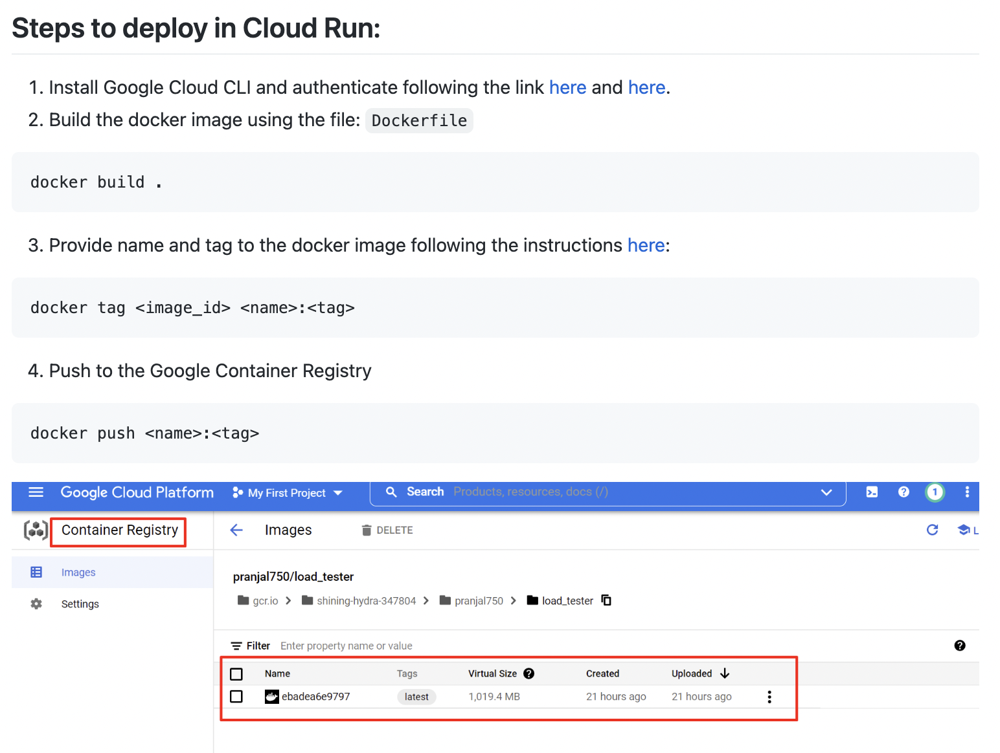 Steps to deploy in Cloud Run:
1. Install Google Cloud CLI and authenticate following the link here and here.
2. Build the docker image using the file: Dockerfile
docker build .
3. Provide name and tag to the docker image following the instructions here:
docker tag <image_id> <name>:<tag>
4. Push to the Google Container Registry
docker push <name>:<tag>
Google Cloud Platform My First Project Search Products, resources, docs (/) 1
Container Registry Images DELETE L
Images
Settings
pranjal750/load_tester
gcr.io shining-hydra-347804 pranjal750 load_tester
Filter Enter property name or value
Name Tags Virtual Size Created Uploaded
ebadea6e9797 latest 1,019.4 MB 21 hours ago 21 hours ago